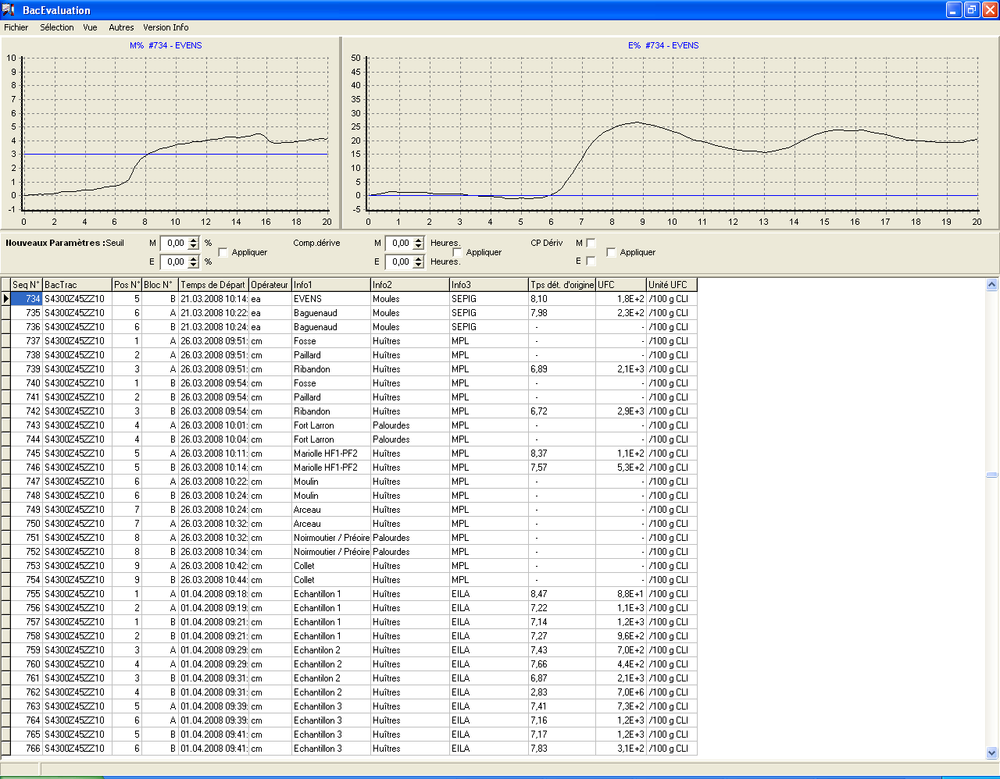 BacEvaluation
Fichier Sélection Vue Autres Version Info
M% #734 - EVENS
10
9
8
7
6
5
4
3
2
1
0
-1
0 2 4 6 8 10 12 14 16 18 20
E% #734 - EVENS
50
45
40
35
30
25
20
15
10
5
0
-5
0 1 2 3 4 5 6 7 8 9 10 11 12 13 14 15 16 17 18 19 20
Nouveaux Paramètres : Seuil M 0,00 % Appliquer Comp.dérive M 0,00 Heures. Appliquer CP Dériv M Appliquer
E 0,00 % E 0,00 Heures. E
Seq N° BacTrac Pos N° Bloc N° Temps de Départ Opérateur Info1 Info2 Info3 Tps dét. d'origine UFC Unité UFC
734 S4300Z45ZZ10 5 B 21.03.2008 10:14: ea EVENS Moules SEPIG 8,10 1,8E+2 /100 g CLI
735 S4300Z45ZZ10 6 A 21.03.2008 10:22: ea Baguenaud Moules SEPIG 7,98 2,3E+2 /100 g CLI
736 S4300Z45ZZ10 6 B 21.03.2008 10:24: ea Baguenaud Moules SEPIG - - /100 g CLI
737 S4300Z45ZZ10 1 A 26.03.2008 09:51: cm Fosse Huîtres MPL - - /100 g CLI
738 S4300Z45ZZ10 2 A 26.03.2008 09:51: cm Paillard Huîtres MPL - - /100 g CLI
739 S4300Z45ZZ10 3 A 26.03.2008 09:51: cm Ribandon Huîtres MPL 6,89 2,1E+3 /100 g CLI
740 S4300Z45ZZ10 1 B 26.03.2008 09:54: cm Fosse Huîtres MPL - - /100 g CLI
741 S4300Z45ZZ10 2 B 26.03.2008 09:54: cm Paillard Huîtres MPL - - /100 g CLI
742 S4300Z45ZZ10 3 B 26.03.2008 09:54: cm Ribandon Huîtres MPL 6,72 2,9E+3 /100 g CLI
743 S4300Z45ZZ10 4 A 26.03.2008 10:01: cm Fort Larron Palourdes MPL - - /100 g CLI
744 S4300Z45ZZ10 4 B 26.03.2008 10:04: cm Fort Larron Palourdes MPL - - /100 g CLI
745 S4300Z45ZZ10 5 A 26.03.2008 10:11: cm Mariolle HF1-PF2 Huîtres MPL 8,37 1,1E+2 /100 g CLI
746 S4300Z45ZZ10 5 B 26.03.2008 10:14: cm Mariolle HF1-PF2 Huîtres MPL 7,57 5,3E+2 /100 g CLI
747 S4300Z45ZZ10 6 A 26.03.2008 10:22: cm Moulin Huîtres MPL - - /100 g CLI
748 S4300Z45ZZ10 6 B 26.03.2008 10:24: cm Moulin Huîtres MPL - - /100 g CLI
749 S4300Z45ZZ10 7 B 26.03.2008 10:24: cm Arceau Huîtres MPL - - /100 g CLI
750 S4300Z45ZZ10 7 A 26.03.2008 10:32: cm Arceau Huîtres MPL - - /100 g CLI
751 S4300Z45ZZ10 8 A 26.03.2008 10:32: cm Noirmoutier / Préoire Palourdes MPL - - /100 g CLI
752 S4300Z45ZZ10 8 B 26.03.2008 10:34: cm Noirmoutier / Préoire Palourdes MPL - - /100 g CLI
753 S4300Z45ZZ10 9 A 26.03.2008 10:42: cm Collet Huîtres MPL - - /100 g CLI
754 S4300Z45ZZ10 9 B 26.03.2008 10:44: cm Collet Huîtres MPL - - /100 g CLI
755 S4300Z45ZZ10 1 A 01.04.2008 09:18: cm Echantillon 1 Huîtres EILA 8,47 8,8E+1 /100 g CLI
756 S4300Z45ZZ10 2 A 01.04.2008 09:19: cm Echantillon 1 Huîtres EILA 7,22 1,1E+3 /100 g CLI
757 S4300Z45ZZ10 1 B 01.04.2008 09:21: cm Echantillon 1 Huîtres EILA 7,14 1,2E+3 /100 g CLI
758 S4300Z45ZZ10 2 B 01.04.2008 09:21: cm Echantillon 1 Huîtres EILA 7,27 9,6E+2 /100 g CLI
759 S4300Z45ZZ10 3 A 01.04.2008 09:29: cm Echantilon 2 Huîtres EILA 7,43 7,0E+2 /100 g CLI
760 S4300Z45ZZ10 4 A 01.04.2008 09:29: cm Echantillon 2 Huîtres EILA 7,66 4,4E+2 /100 g CLI
761 S4300Z45ZZ10 3 B 01.04.2008 09:31: cm Echantilon 2 Huîtres EILA 6,87 2,1E+3 /100 g CLI
762 S4300Z45ZZ10 4 B 01.04.2008 09:31: cm Echantillon 2 Huîtres EILA 2,83 7,0E+6 /100 g CLI
763 S4300Z45ZZ10 5 A 01.04.2008 09:39: cm Echantillon 3 Huîtres EILA 7,41 7,3E+2 /100 g CLI
764 S4300Z45ZZ10 6 A 01.04.2008 09:39: cm Echantillon 3 Huîtres EILA 7,16 1,2E+3 /100 g CLI
765 S4300Z45ZZ10 5 B 01.04.2008 09:41: cm Echantillon 3 Huîtres EILA 7,17 1,2E+3 /100 g CLI
766 S4300Z45ZZ10 6 B 01.04.2008 09:41: cm Echantillon 3 Huîtres EILA 7,83 3,1E+2 /100 g CLI